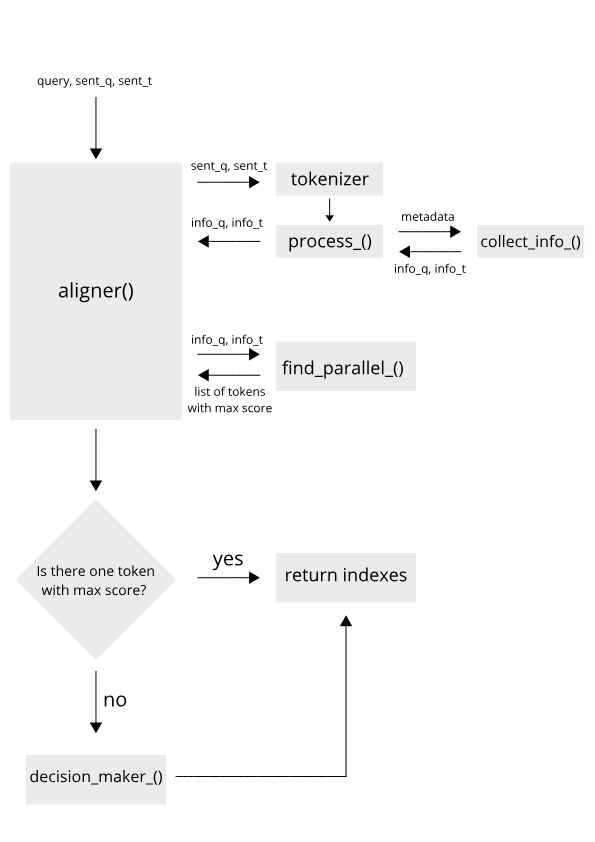 query, sent_q, sent_t
sent_q, sent_t
tokenizer
info_q, info_t
process_()
metadata
collect_info_()
info_q, info_t
aligner()
info_q, info_t
find_parallel_()
list of tokens
with max score
Is there one token
with max score?
yes
return indexes
no
decision_maker_()